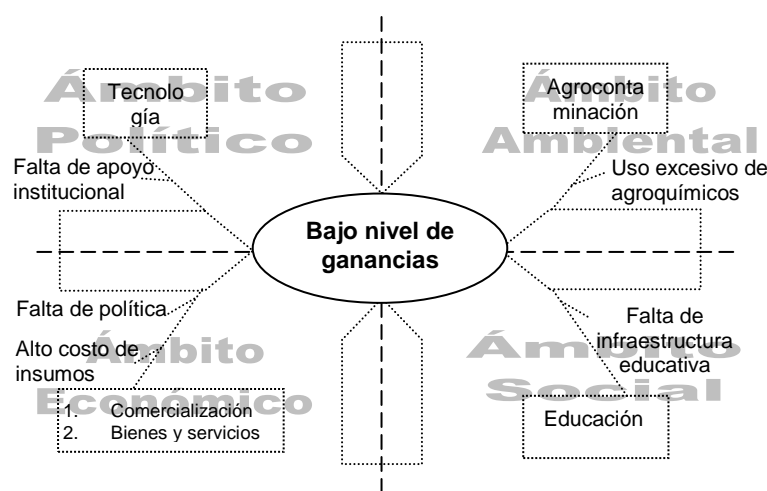 Ámbito
Político
Tecnolo
gía
Falta de apoyo
institucional
Ámbito
Ambiental
Agroconta
minación
Uso excesivo de
agroquímicos
Bajo nivel de
ganancias
Falta de política
Alto costo de
insumos
Ámbito
Económico
1. Comercialización
2. Bienes y servicios
Falta de
infraestructura
educativa
Ámbito
Social
Educación